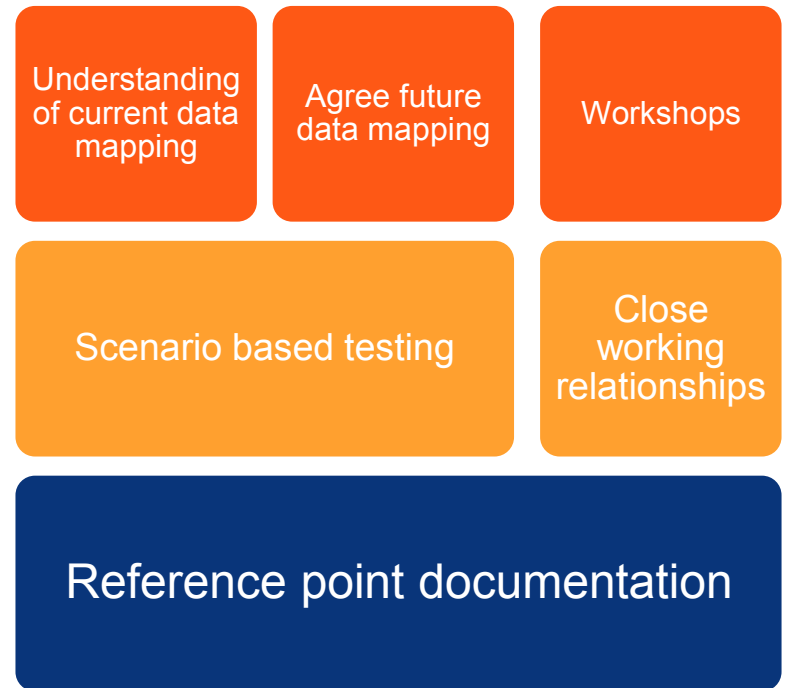 Understanding
of current data
mapping
Agree future
data mapping
Workshops
Scenario based testing
Close
working
relationships
Reference point documentation